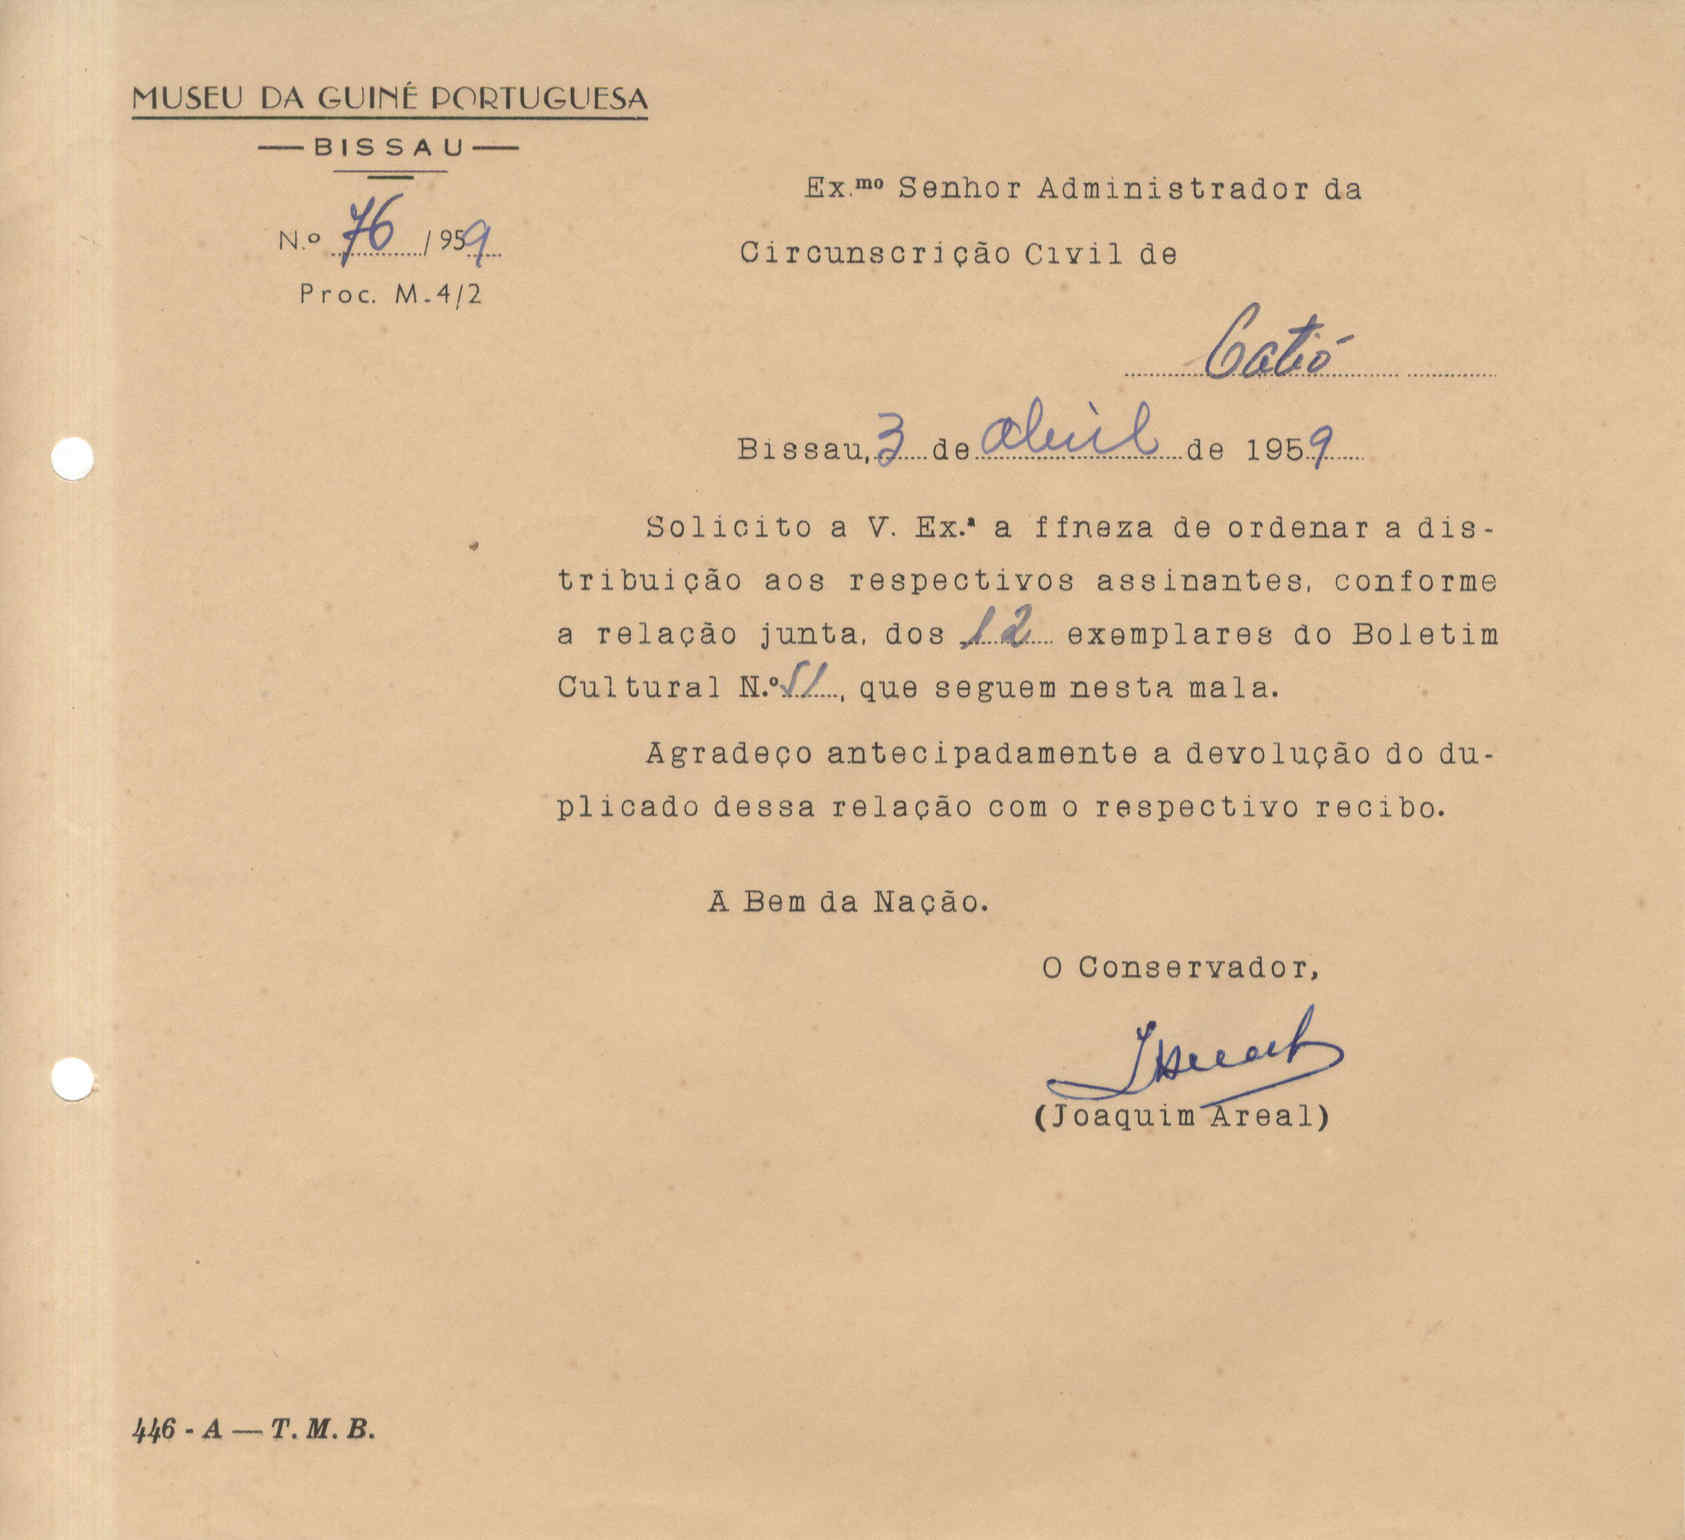 MUSEU DA GUINÉ PORTUGUESA
— BISSAU —
N.º 76 / 959
Proc. M-4/2
Ex.mo Senhor Administrador da
Circunscrição Civil de
Catió
Bissau, 3 de abril de 1959
Solicito a V. Ex.ª a ffneza de ordenar a dis-
tribuição aos respectivos assinantes, conforme
a relação junta, dos 12 exemplares do Boletim
Cultural N.º 51, que seguem nesta mala.
Agradeço antecipadamente a devolução do du-
plicado dessa relação com o respectivo recibo.
A Bem da Nação.
O Conservador,
(Joaquim Areal)
446 - A — T. M. B.